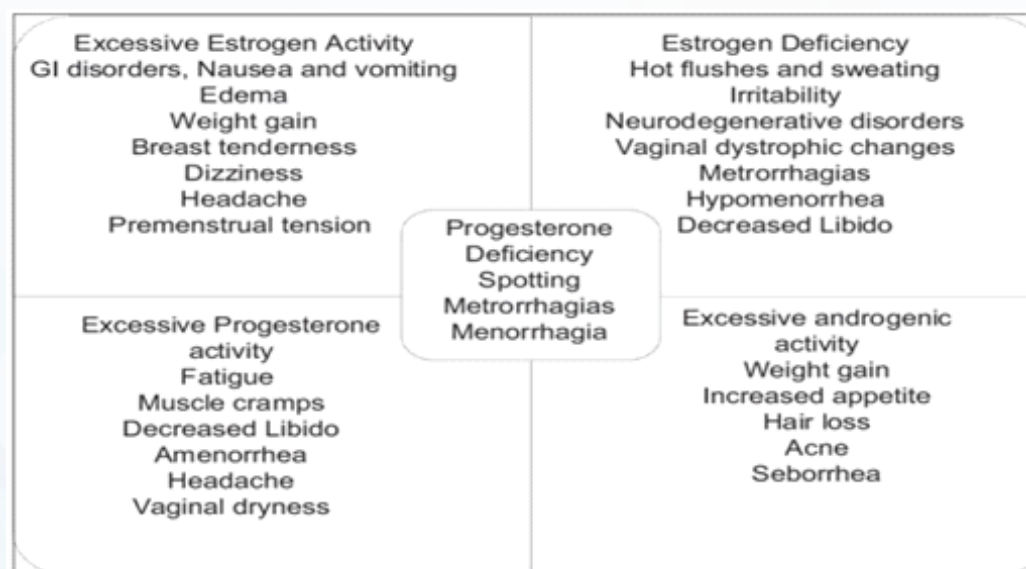 Excessive Estrogen Activity
GI disorders, Nausea and vomiting
Edema
Weight gain
Breast tenderness
Dizziness
Headache
Premenstrual tension
Estrogen Deficiency
Hot flushes and sweating
Irritability
Neurodegenerative disorders
Vaginal dystrophic changes
Metrorrhagias
Hypomenorrhea
Decreased Libido
Progesterone
Deficiency
Spotting
Metrorrhagias
Menorrhagia
Excessive Progesterone
activity
Fatigue
Muscle cramps
Decreased Libido
Amenorrhea
Headache
Vaginal dryness
Excessive androgenic
activity
Weight gain
Increased appetite
Hair loss
Acne
Seborrhea